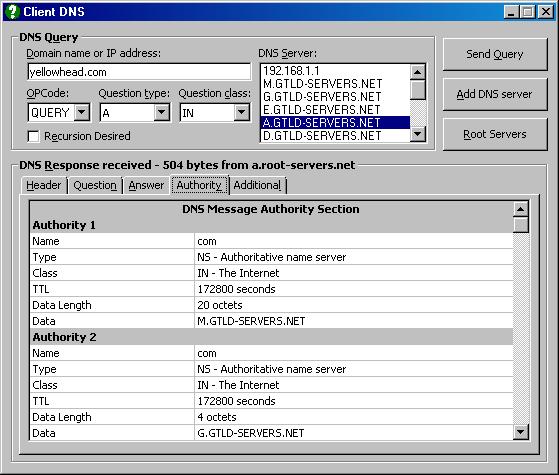 Client DNS
DNS Query
Domain name or IP address:
yellowhead.com
OPCode: Question type: Question class:
QUERY A IN
Recursion Desired
DNS Server:
192.168.1.1
M.GTLD-SERVERS.NET
G.GTLD-SERVERS.NET
E.GTLD-SERVERS.NET
A.GTLD-SERVERS.NET
D.GTLD-SERVERS.NET
Send Query
Add DNS server
Root Servers
DNS Response received - 504 bytes from a.root-servers.net
Header Question Answer Authority Additional
DNS Message Authority Section
Authority 1
Name com
Type NS - Authoritative name server
Class IN - The Internet
TTL 172800 seconds
Data Length 20 octets
Data M.GTLD-SERVERS.NET
Authority 2
Name com
Type NS - Authoritative name server
Class IN - The Internet
TTL 172800 seconds
Data Length 4 octets
Data G.GTLD-SERVERS.NET